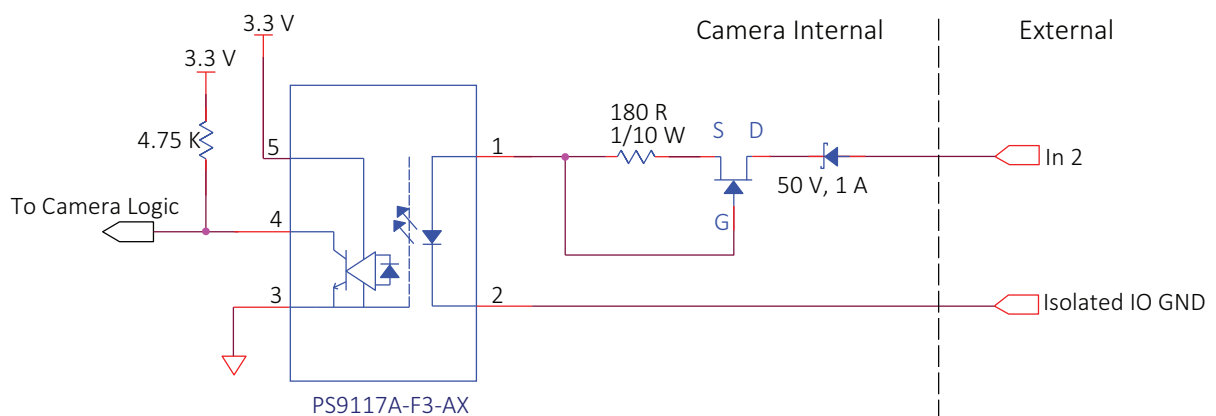 Camera Internal
External
3.3 V
3.3 V
4.75 K
180 R
1/10 W
S
D
G
50 V, 1 A
In 2
To Camera Logic
5
4
3
1
2
Isolated IO GND
PS9117A-F3-AX